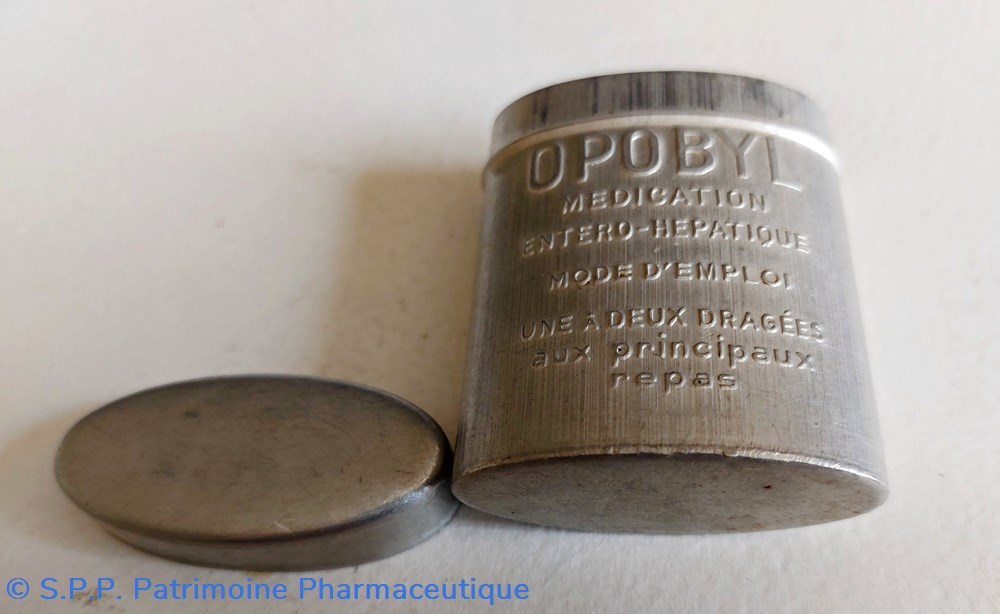 OPOBYL
MEDICATION
ENTERO-HEPATIQUE
MODE D'EMPLOI
UNE A DEUX DRAGÉES
aux principaux
repas
© S.P.P. Patrimoine Pharmaceutique